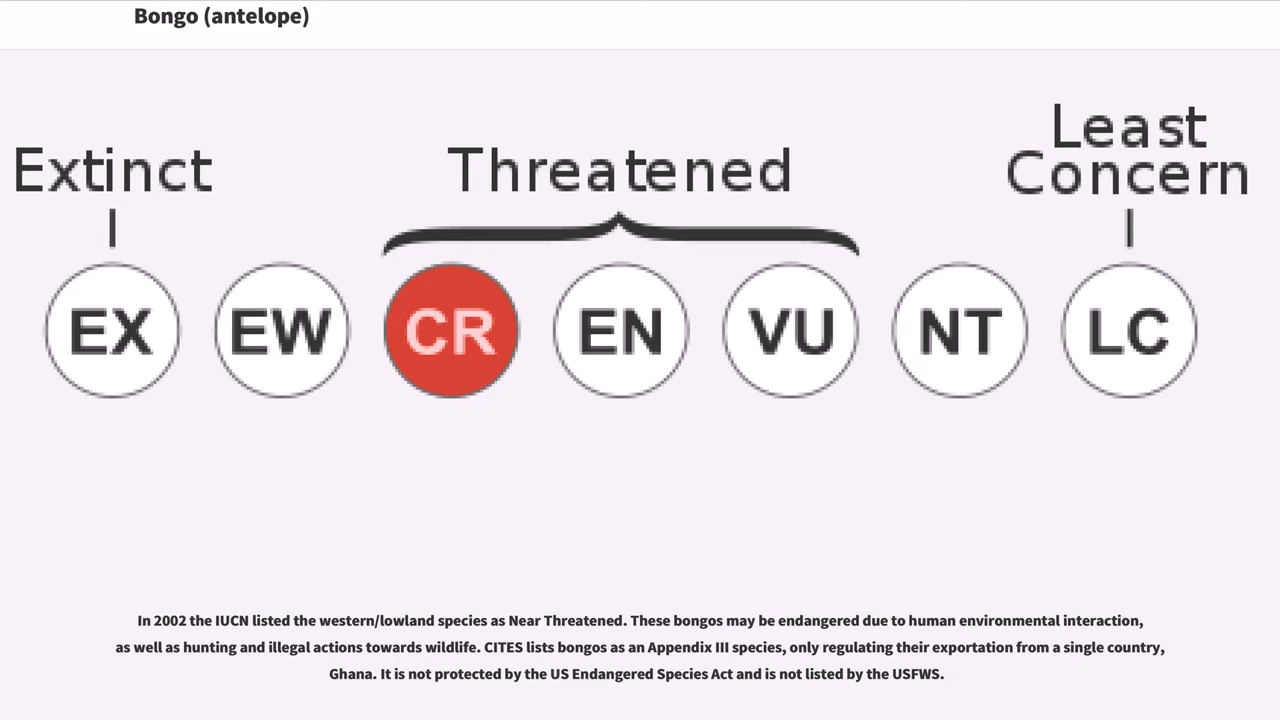 Bongo (antelope)
Extinct
Threatened
Least
Concern
EX EW CR EN VU NT LC
In 2002 the IUCN listed the western/lowland species as Near Threatened. These bongos may be endangered due to human environmental interaction,
as well as hunting and illegal actions towards wildlife. CITES lists bongos as an Appendix III species, only regulating their exportation from a single country,
Ghana. It is not protected by the US Endangered Species Act and is not listed by the USFWS.